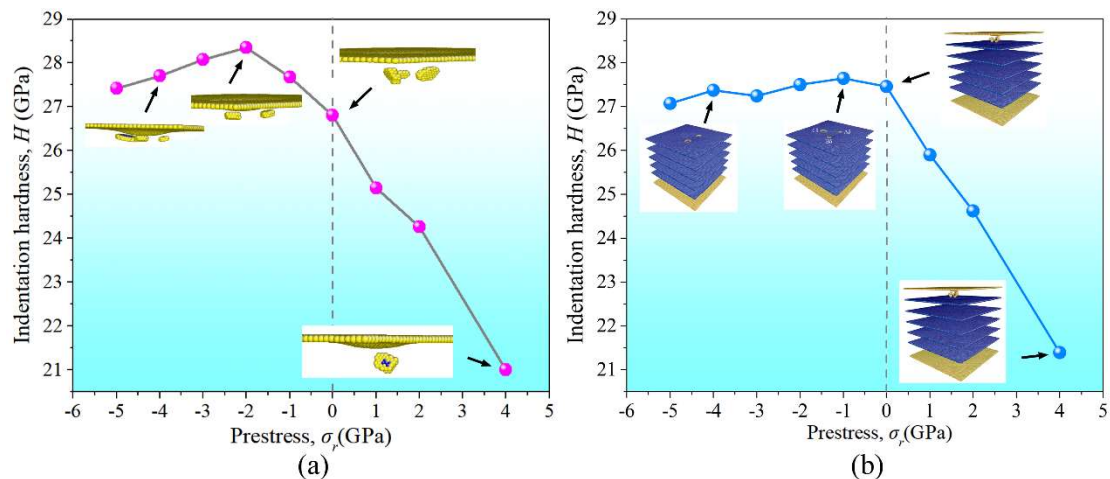 29
28
27
26
25
24
23
22
21
Indentation hardness, H (GPa)
-6 -5 -4 -3 -2 -1 0 1 2 3 4 5
Prestress, σr(GPa)
(a)
29
28
27
26
25
24
23
22
21
Indentation hardness, H (GPa)
-6 -5 -4 -3 -2 -1 0 1 2 3 4 5
Prestress, σr(GPa)
(b)